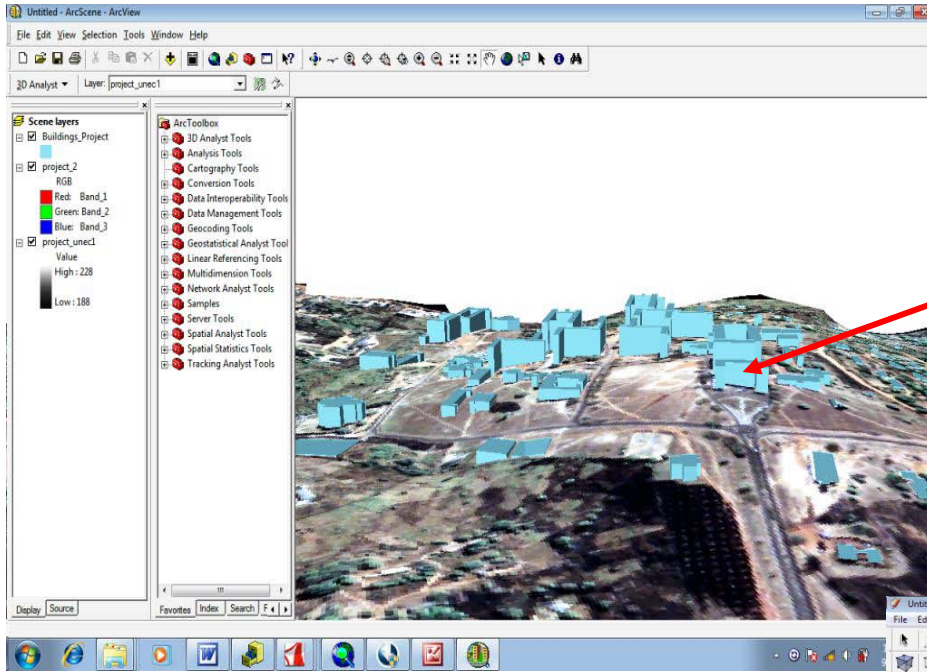 Untitled - ArcScene - ArcView
File Edit View Selection Tools Window Help
3D Analyst Layer: project_unec1
Scene layers
Buildings_Project
project_2
RGB
Red: Band_1
Green: Band_2
Blue: Band_3
project_unec1
Value
High : 228
Low : 188
ArcToolbox
3D Analyst Tools
Analysis Tools
Cartography Tools
Conversion Tools
Data Interoperability Tools
Data Management Tools
Geocoding Tools
Geostatistical Analyst Tool
Linear Referencing Tools
Multidimension Tools
Network Analyst Tools
Samples
Server Tools
Spatial Analyst Tools
Spatial Statistics Tools
Tracking Analyst Tools
Display Source
Favorites Index Search F
Untit
File Ed